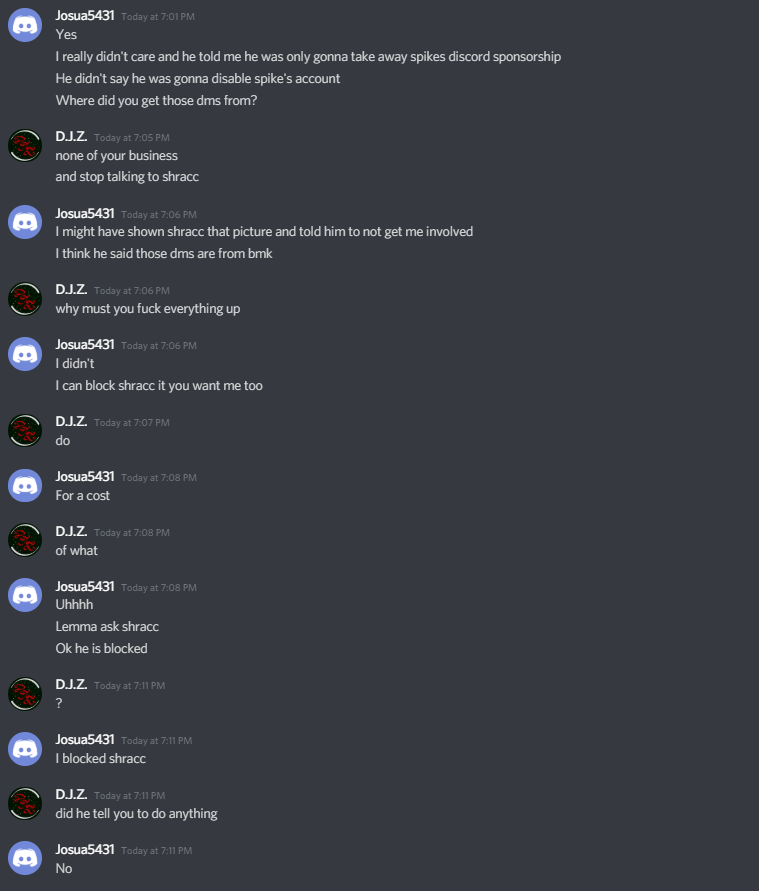 Josua5431 Today at 7:01 PM
Yes
I really didn't care and he told me he was only gonna take away spikes discord sponsorship
He didn't say he was gonna disable spike's account
Where did you get those dms from?
D.J.Z. Today at 7:05 PM
none of your business
and stop talking to shracc
Josua5431 Today at 7:06 PM
I might have shown shracc that picture and told him to not get me involved
I think he said those dms are from bmk
D.J.Z. Today at 7:06 PM
why must you fuck everything up
Josua5431 Today at 7:06 PM
I didn't
I can block shracc it you want me too
D.J.Z. Today at 7:07 PM
do
Josua5431 Today at 7:08 PM
For a cost
D.J.Z. Today at 7:08 PM
of what
Josua5431 Today at 7:08 PM
Uhhhh
Lemma ask shracc
Ok he is blocked
D.J.Z. Today at 7:11 PM
?
Josua5431 Today at 7:11 PM
I blocked shracc
D.J.Z. Today at 7:11 PM
did he tell you to do anything
Josua5431 Today at 7:11 PM
No